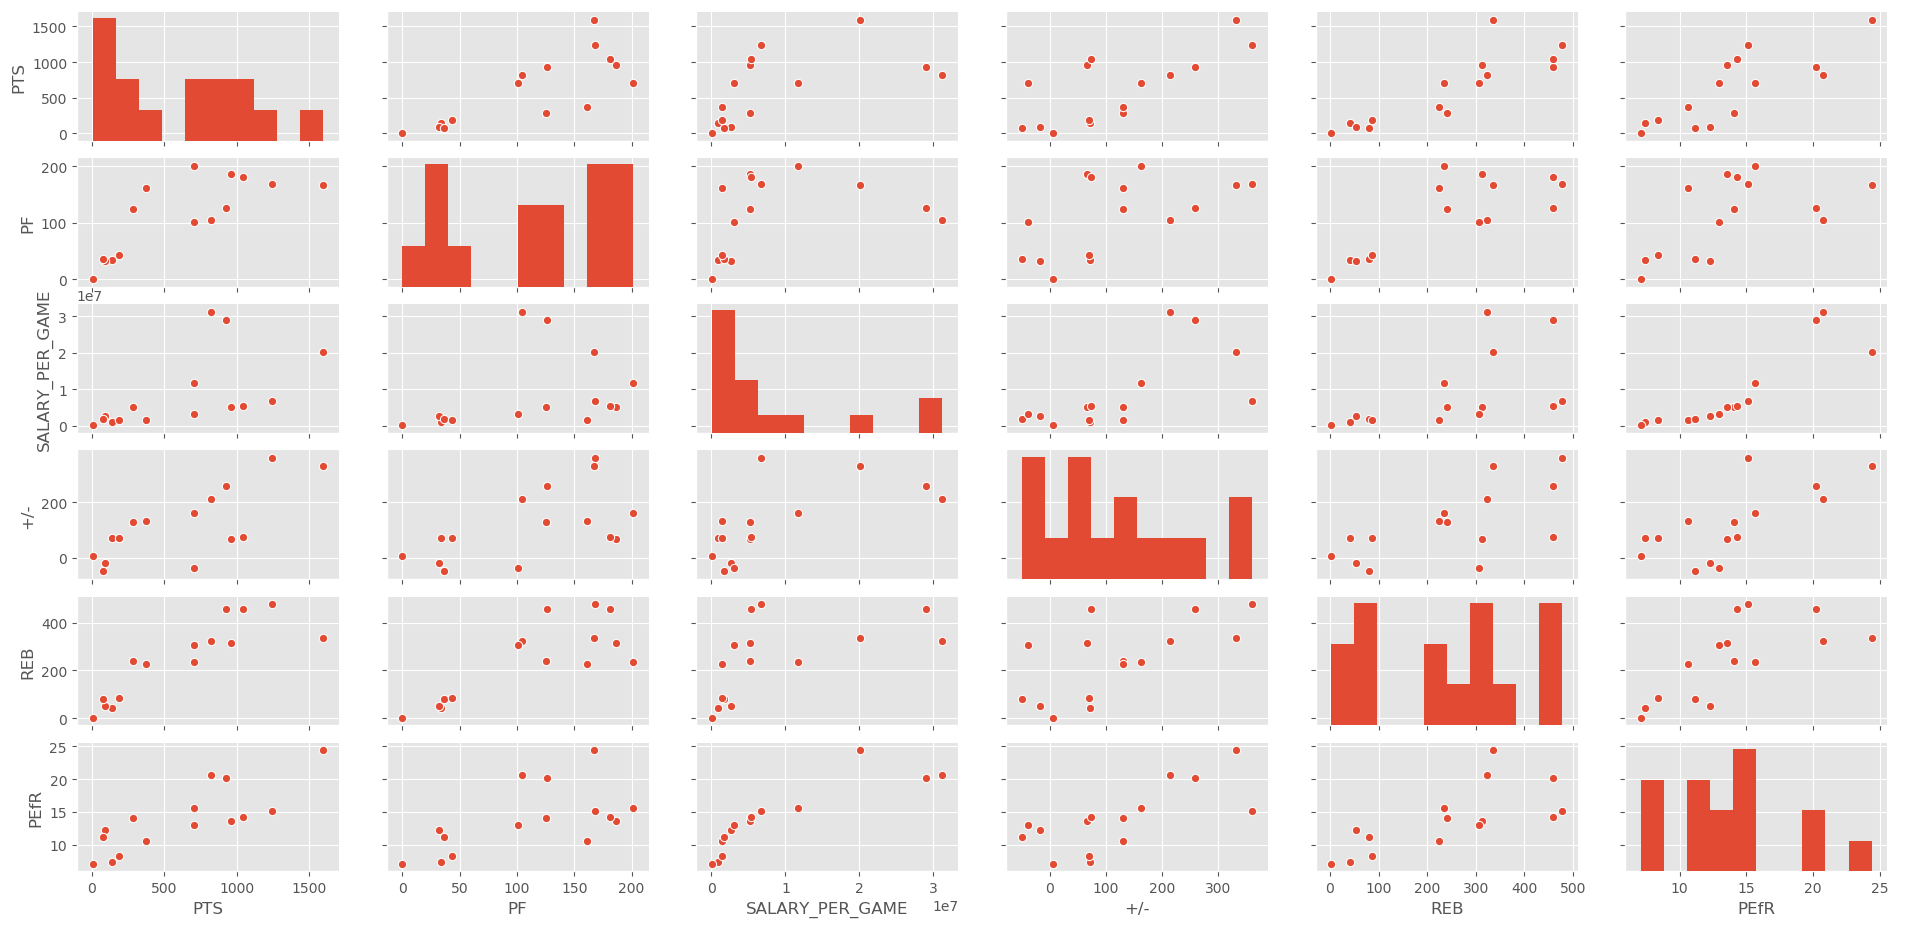 1500
1000
500
0
PTS
200
100
0
PF
1e7
3
2
1
0
SALARY_PER_GAME
200
0
+/-
400
200
0
REB
25
20
15
10
PEfR
0 500 1000 1500
0 50 100 150 200
0 1 2 3
0 100 200 300
0 100 200 300 400 500
10 15 20 25
1e7
PTS PF SALARY_PER_GAME +/- REB PEfR